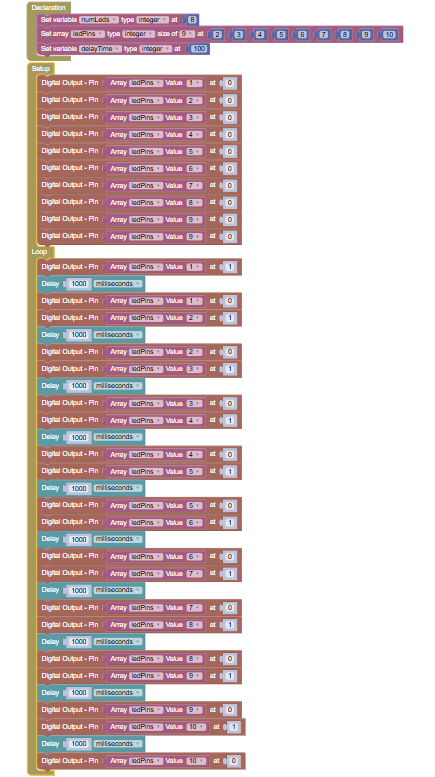 Declaration
Set variable numLeds type integer at 8
Set array ledPins type integer size of 9 at 2 3 4 5 6 7 8 9 10
Set variable delayTime type integer at 100
Setup
Digital Output - Pin Array ledPins Value 1 at 0
Digital Output - Pin Array ledPins Value 2 at 0
Digital Output - Pin Array ledPins Value 3 at 0
Digital Output - Pin Array ledPins Value 4 at 0
Digital Output - Pin Array ledPins Value 5 at 0
Digital Output - Pin Array ledPins Value 6 at 0
Digital Output - Pin Array ledPins Value 7 at 0
Digital Output - Pin Array ledPins Value 8 at 0
Digital Output - Pin Array ledPins Value 9 at 0
Digital Output - Pin Array ledPins Value 9 at 0
Loop
Digital Output - Pin Array ledPins Value 1 at 1
Delay 1000 milliseconds
Digital Output - Pin Array ledPins Value 1 at 0
Digital Output - Pin Array ledPins Value 2 at 1
Delay 1000 milliseconds
Digital Output - Pin Array ledPins Value 2 at 0
Digital Output - Pin Array ledPins Value 3 at 1
Delay 1000 milliseconds
Digital Output - Pin Array ledPins Value 3 at 0
Digital Output - Pin Array ledPins Value 4 at 1
Delay 1000 milliseconds
Digital Output - Pin Array ledPins Value 4 at 0
Digital Output - Pin Array ledPins Value 5 at 1
Delay 1000 milliseconds
Digital Output - Pin Array ledPins Value 5 at 0
Digital Output - Pin Array ledPins Value 6 at 1
Delay 1000 milliseconds
Digital Output - Pin Array ledPins Value 6 at 0
Digital Output - Pin Array ledPins Value 7 at 1
Delay 1000 milliseconds
Digital Output - Pin Array ledPins Value 7 at 0
Digital Output - Pin Array ledPins Value 8 at 1
Delay 1000 milliseconds
Digital Output - Pin Array ledPins Value 8 at 0
Digital Output - Pin Array ledPins Value 9 at 1
Delay 1000 milliseconds
Digital Output - Pin Array ledPins Value 9 at 0
Digital Output - Pin Array ledPins Value 10 at 1
Delay 1000 milliseconds
Digital Output - Pin Array ledPins Value 10 at 0